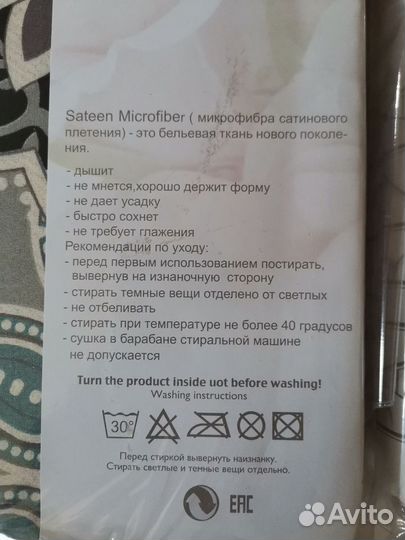 Sateen Microfiber ( микрофибра сатинового
плетения) - это бельевая ткань нового поколе-
ния.
- дышит
- не мнется,хорошо держит форму
- не дает усадку
- быстро сохнет
- не требует глажения
Рекомендации по уходу:
- перед первым использованием постирать,
вывернув на изнаночную сторону
- стирать темные вещи отделено от светлых
- не отбеливать
- стирать при температуре не более 40 градусов
- сушка в барабане стиральной машине
не допускается
Turn the product inside uot before washing!
Washing instructions
30°
Перед стиркой вывернуть наизнанку.
Стирать светлые и темные вещи отдельно.
EAC
Avito